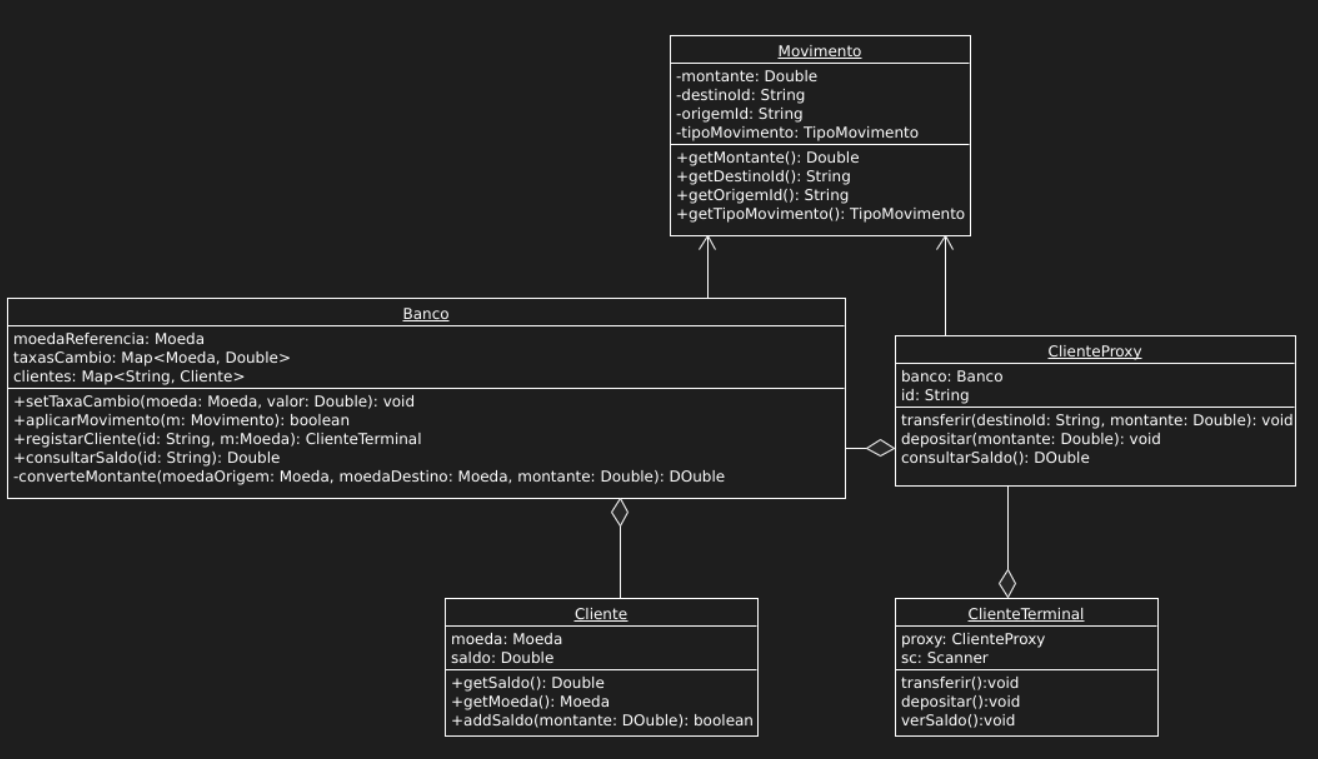 Movimento
-montante: Double
-destinoId: String
-origemId: String
-tipoMovimento: TipoMovimento
+getMontante(): Double
+getDestinoId(): String
+getOrigemId(): String
+getTipoMovimento(): TipoMovimento
Banco
moedaReferencia: Moeda
taxasCambio: Map<Moeda, Double>
clientes: Map<String, Cliente>
+setTaxaCambio(moeda: Moeda, valor: Double): void
+aplicarMovimento(m: Movimento): boolean
+registarCliente(id: String, m:Moeda): ClienteTerminal
+consultarSaldo(id: String): Double
-converteMontante(moedaOrigem: Moeda, moedaDestino: Moeda, montante: Double): DOuble
ClienteProxy
banco: Banco
id: String
transferir(destinoId: String, montante: Double): void
depositar(montante: Double): void
consultarSaldo(): DOuble
Cliente
moeda: Moeda
saldo: Double
+getSaldo(): Double
+getMoeda(): Moeda
+addSaldo(montante: DOuble): boolean
ClienteTerminal
proxy: ClienteProxy
sc: Scanner
transferir():void
depositar():void
verSaldo():void